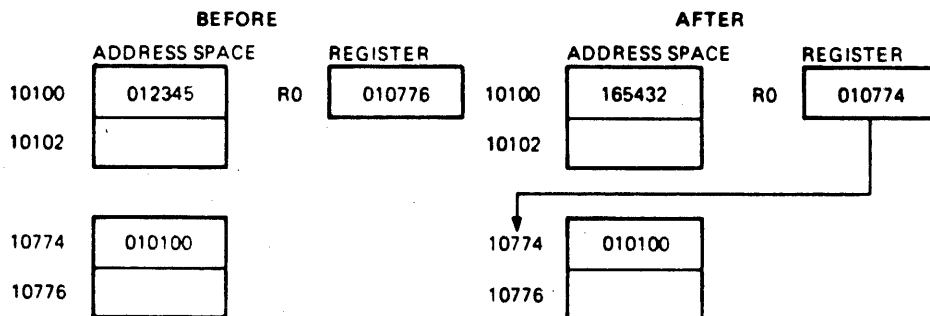 BEFORE AFTER
ADDRESS SPACE REGISTER ADDRESS SPACE REGISTER
10100 012345 R0 010776 10100 165432 R0 010774
10102 10102
10774 010100 10774 010100
10776 10776